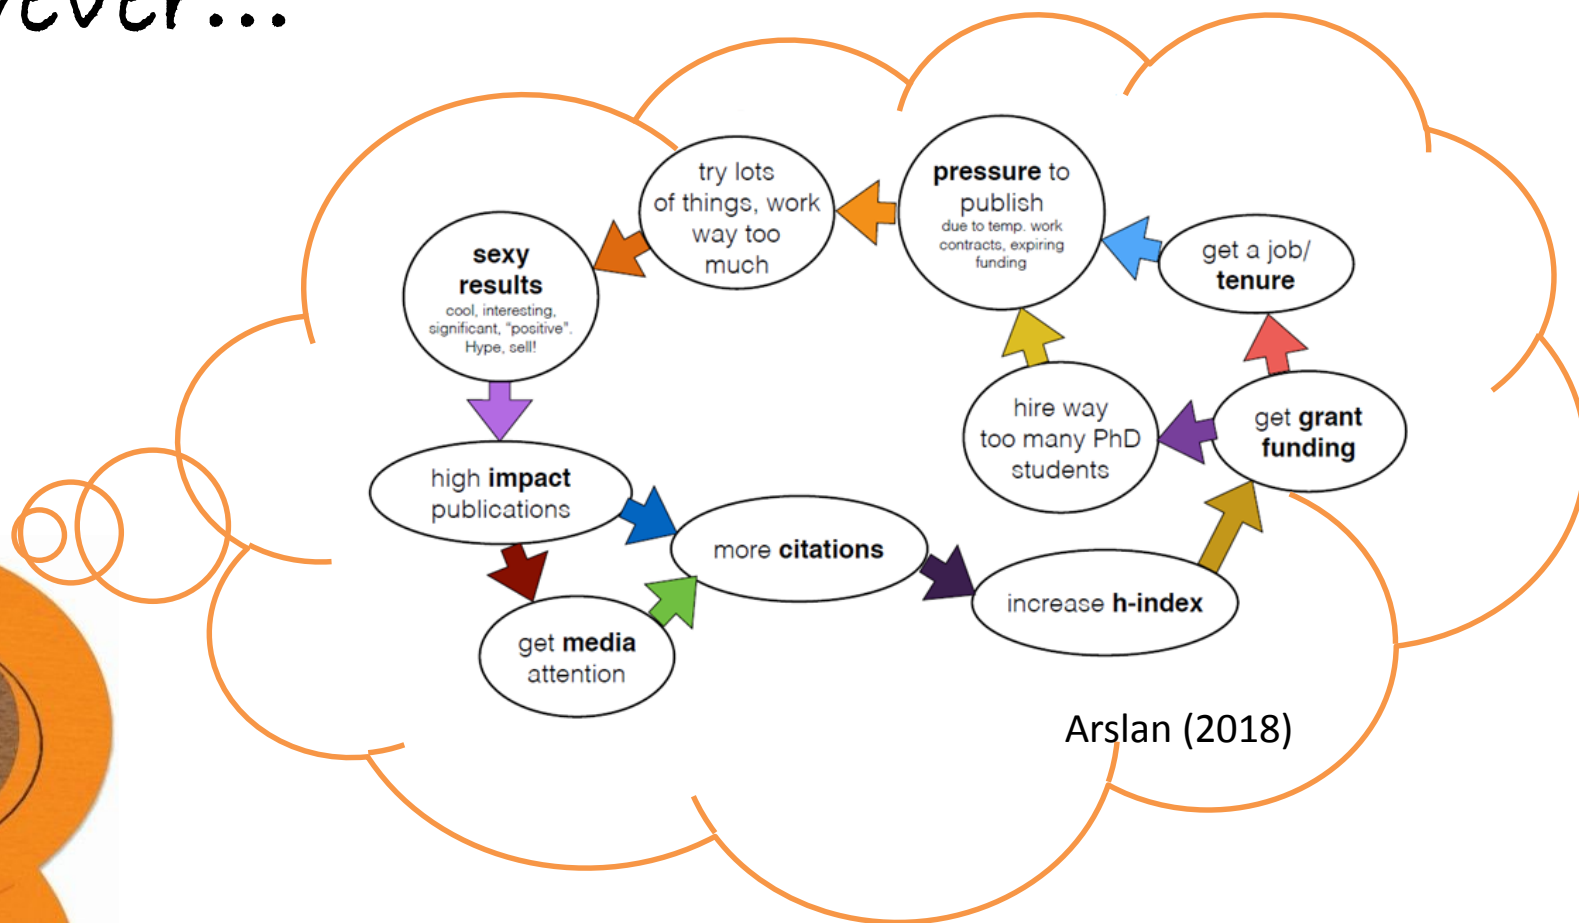 try lots
of things, work
way too
much
pressure to
publish
due to temp. work
contracts, expiring
funding
get a job/
tenure
sexy
results
cool, interesting,
significant, "positive".
Hype, sell!
hire way
too many PhD
students
get grant
funding
high impact
publications
more citations
increase h-index
get media
attention
Arslan (2018)